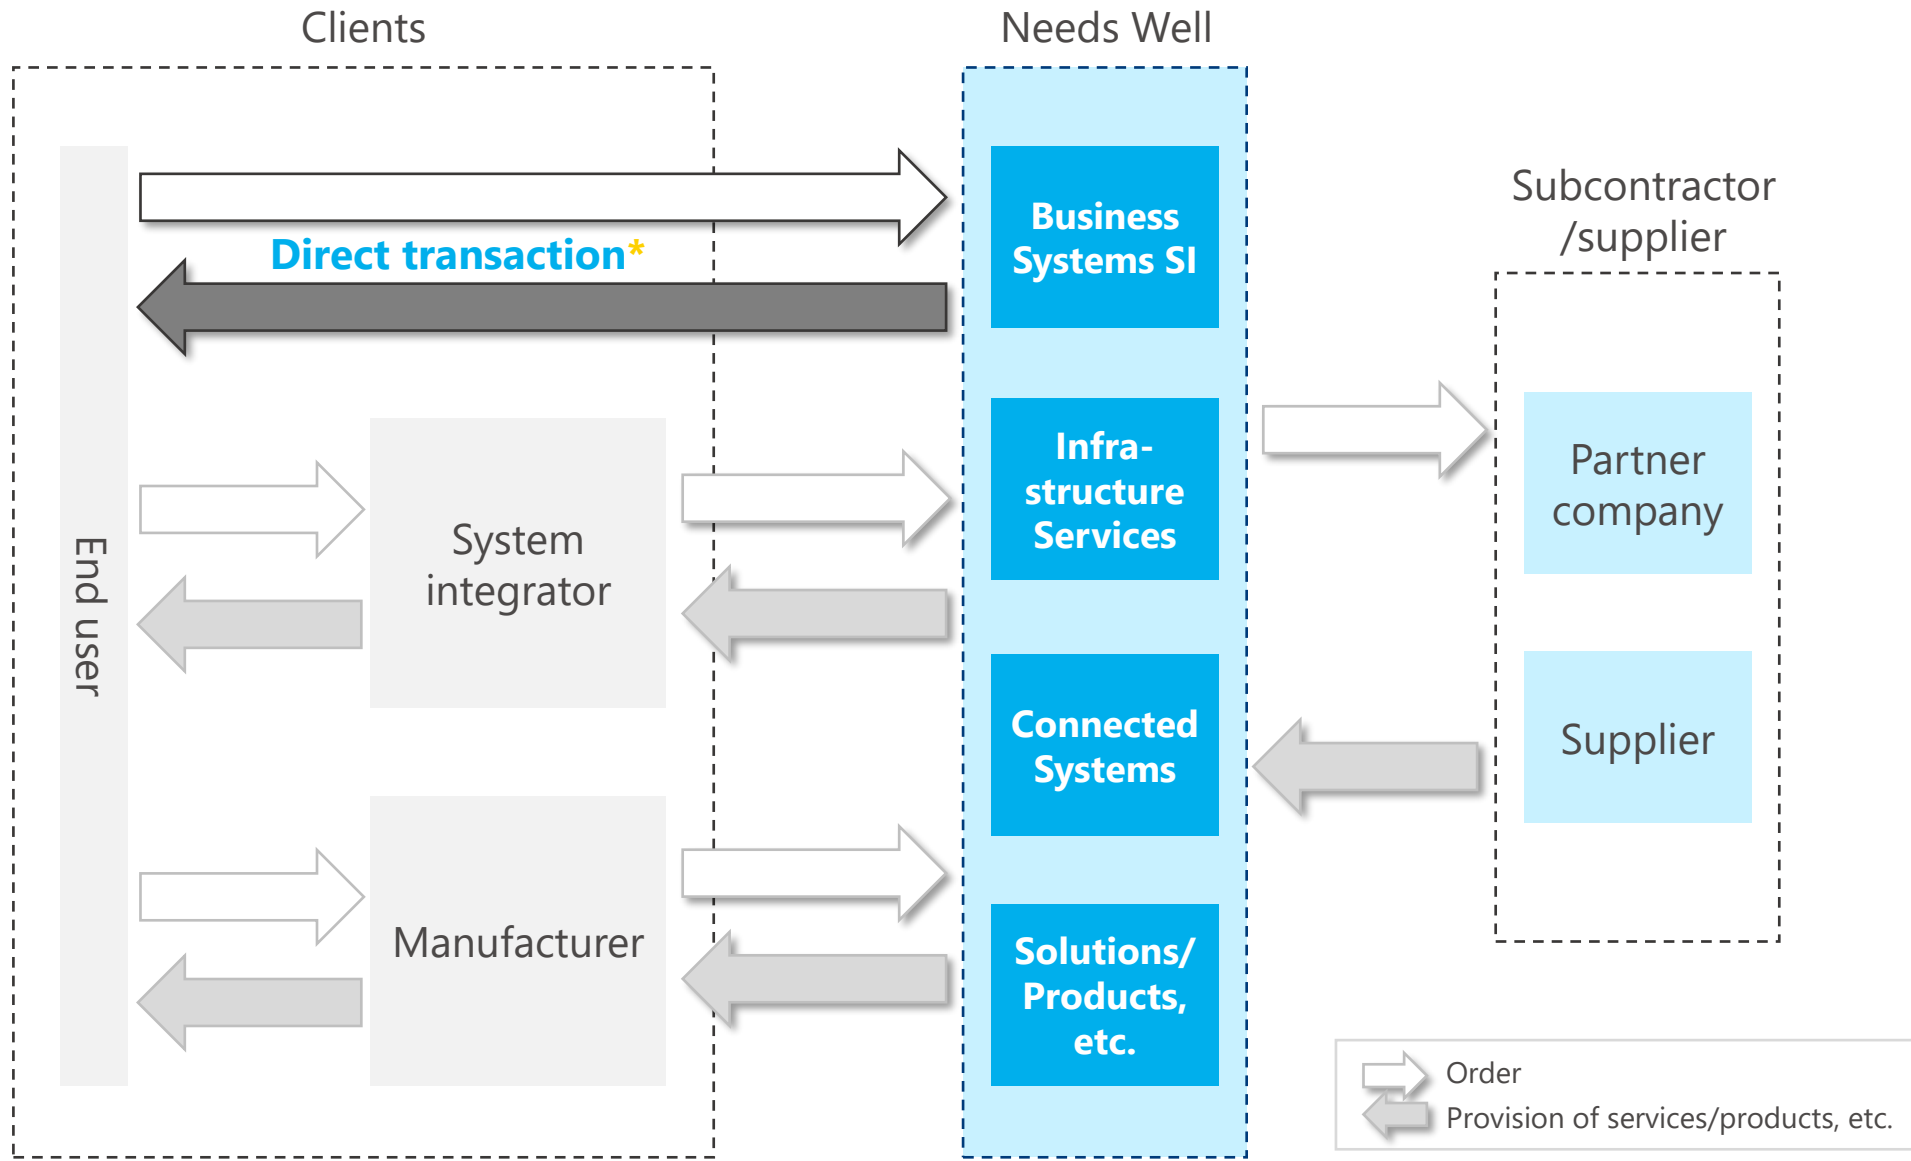 Clients
Needs Well
Subcontractor
/supplier
End user
Direct transaction*
System
integrator
Manufacturer
Business
Systems SI
Infra-
structure
Services
Connected
Systems
Solutions/
Products,
etc.
Partner
company
Supplier
Order
Provision of services/products, etc.